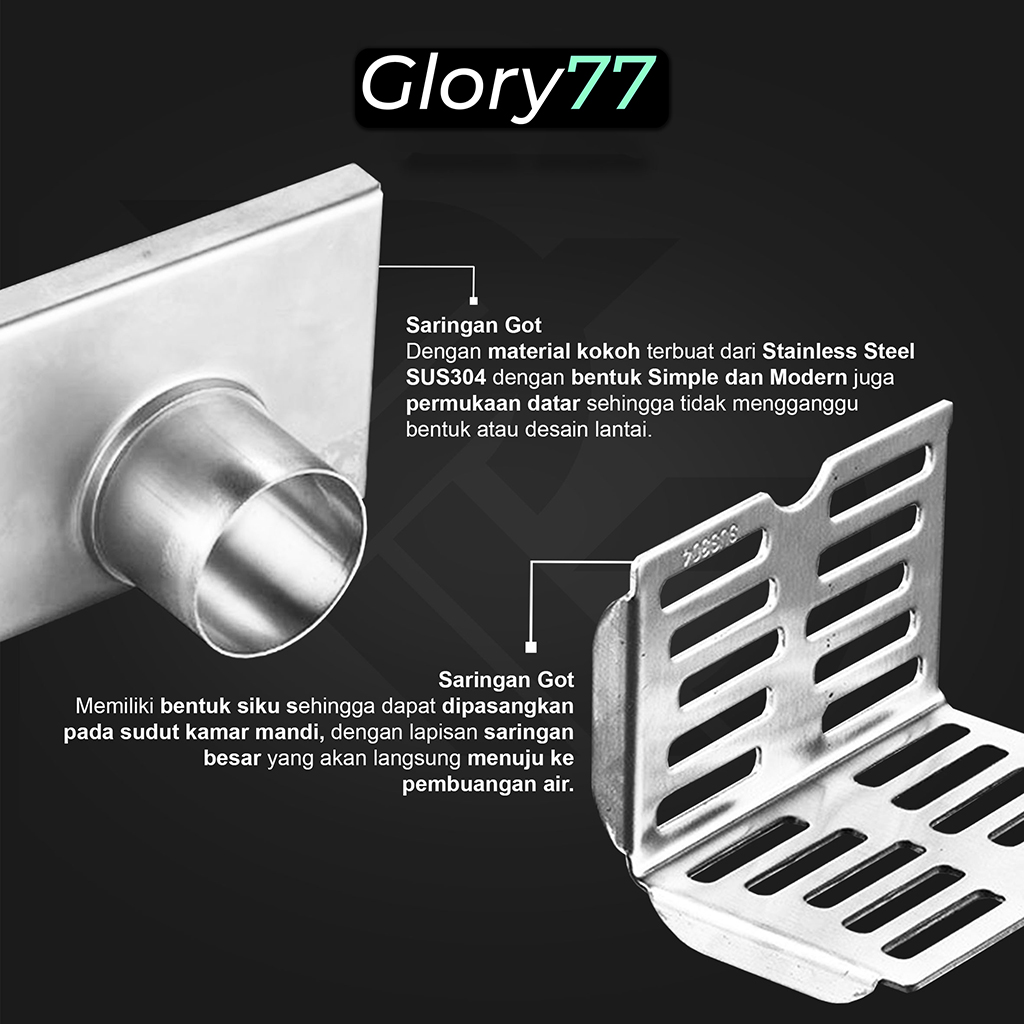 Glory77
Saringan Got
Dengan material kokoh terbuat dari Stainless Steel
SUS304 dengan bentuk Simple dan Modern juga
permukaan datar sehingga tidak mengganggu
bentuk atau desain lantai.
SUS304
Saringan Got
Memiliki bentuk siku sehingga dapat dipasangkan
pada sudut kamar mandi, dengan lapisan saringan
besar yang akan langsung menuju ke
pembuangan air.